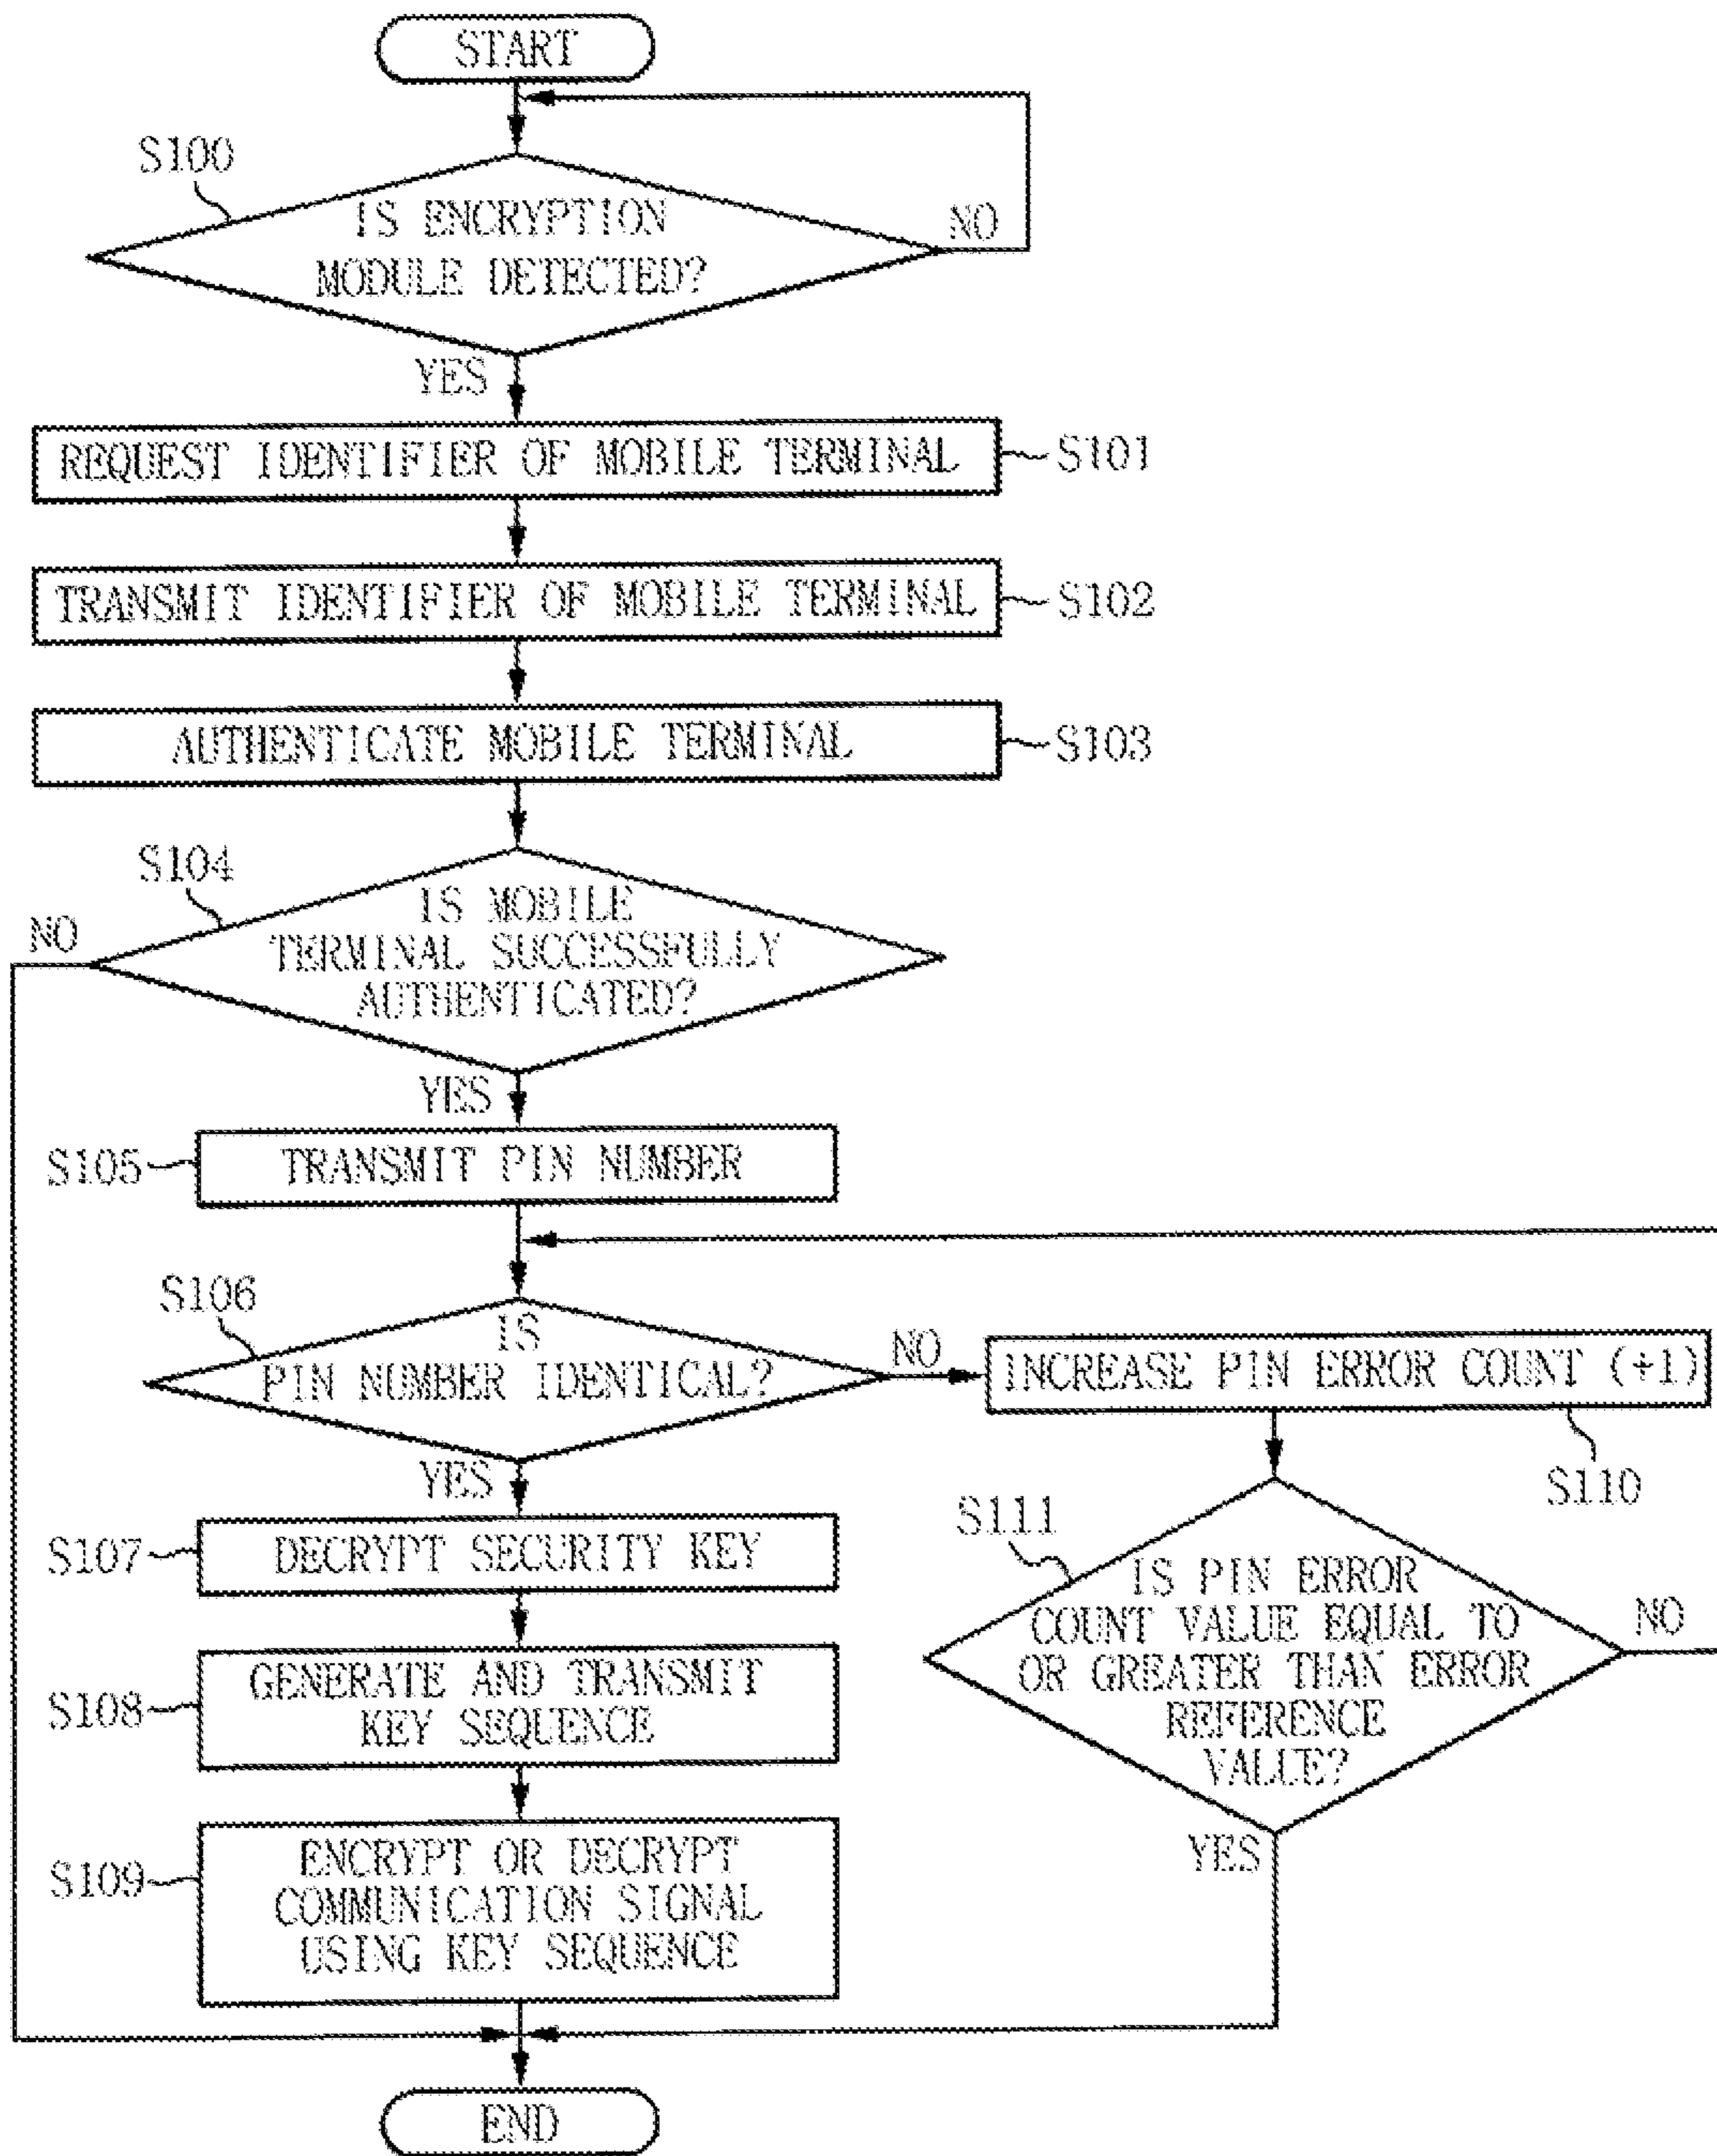 START
S100
IS ENCRYPTION
MODULE DETECTED?
NO
YES
REQUEST IDENTIFIER OF MOBILE TERMINAL
S101
TRANSMIT IDENTIFIER OF MOBILE TERMINAL
S102
AUTHENTICATE MOBILE TERMINAL
S103
S104
NO
IS MOBILE
TERMINAL SUCCESSFULLY
AUTHENTICATED?
YES
S105
TRANSMIT PIN NUMBER
S106
IS
PIN NUMBER IDENTICAL?
NO
INCREASE PIN ERROR COUNT (+1)
S110
YES
S107
DECRYPT SECURITY KEY
S111
IS PIN ERROR
COUNT VALUE EQUAL TO
OR GREATER THAN ERROR
REFERENCE
VALUE?
NO
YES
S108
GENERATE AND TRANSMIT
KEY SEQUENCE
S109
ENCRYPT OR DECRYPT
COMMUNICATION SIGNAL
USING KEY SEQUENCE
END